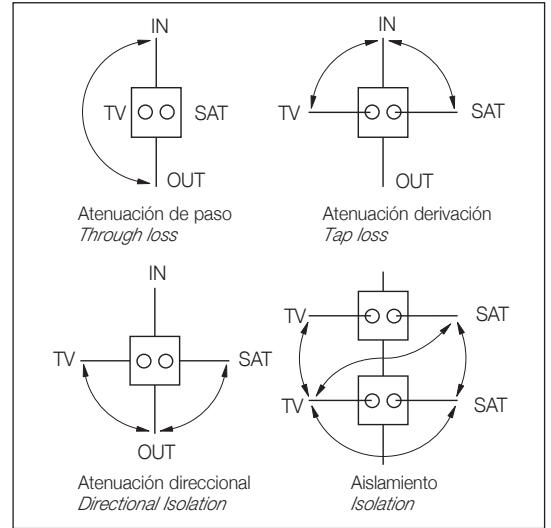 IN
TV
SAT
OUT
Atenuación de paso
Through loss
IN
TV
SAT
OUT
Atenuación derivación
Tap loss
IN
TV
SAT
OUT
Atenuación direccional
Directional Isolation
TV
SAT
TV
SAT
Aislamiento
Isolation